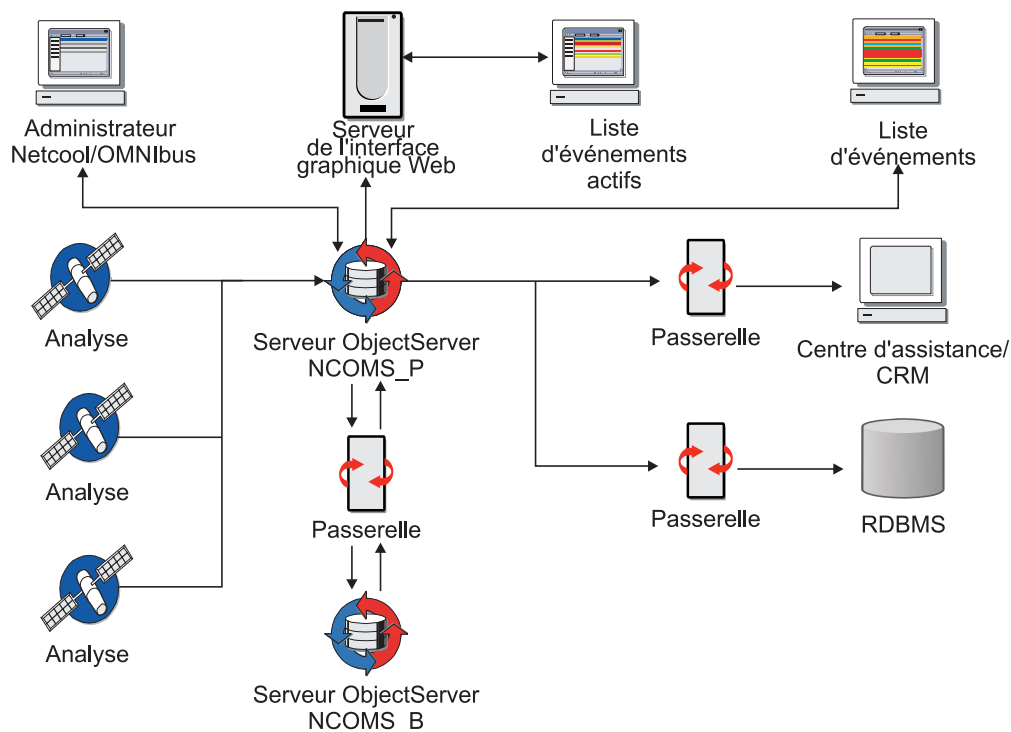 Administrateur
Netcool/OMNIbus
Serveur
de l'interface
graphique Web
Liste
d'événements
actifs
Liste
d'événements
Analyse
Serveur ObjectServer
NCOMS_P
Passerelle
Centre d'assistance/
CRM
Analyse
Passerelle
Passerelle
RDBMS
Analyse
Serveur ObjectServer
NCOMS_B